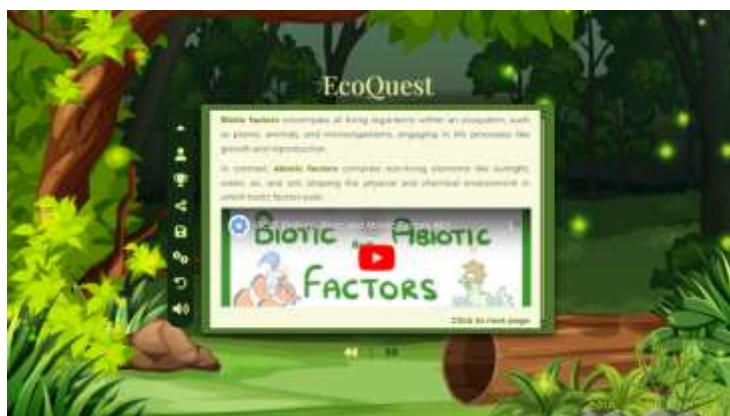 EcoQuest
Biotic factors encompass all living organisms within an ecosystem, such
as plants, animals, and microorganisms, engaging in life processes like
growth and reproduction.
In contrast, abiotic factors comprise non-living elements like sunlight,
water, air, and soil, shaping the physical and chemical environment in
which biotic factors exist.
BIOTIC AND ABIOTIC
FACTORS
Click to next page